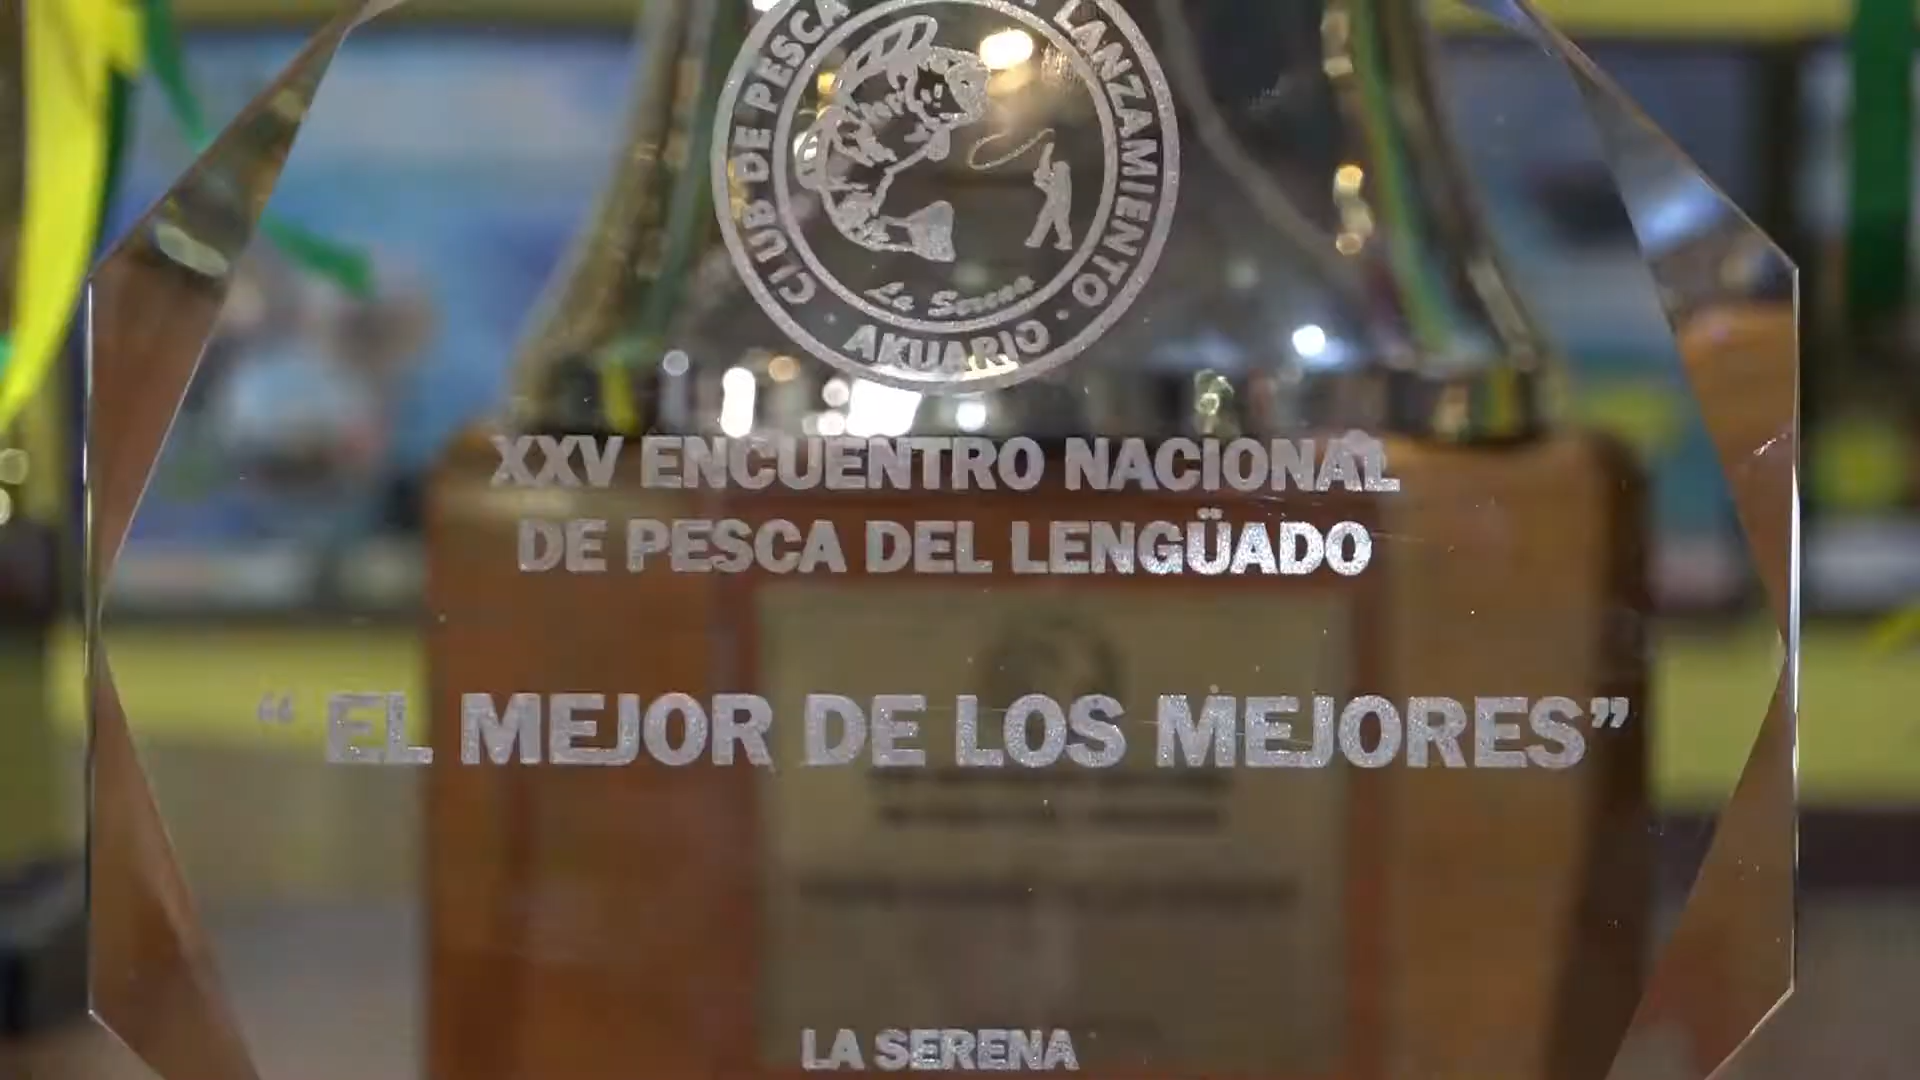 CLUB DE PESCA
LANZAMIENTO
La Serena
· AKUARIO ·
XXV ENCUENTRO NACIONAL
DE PESCA DEL LENGÜADO
“ EL MEJOR DE LOS MEJORES”
LA SERENA